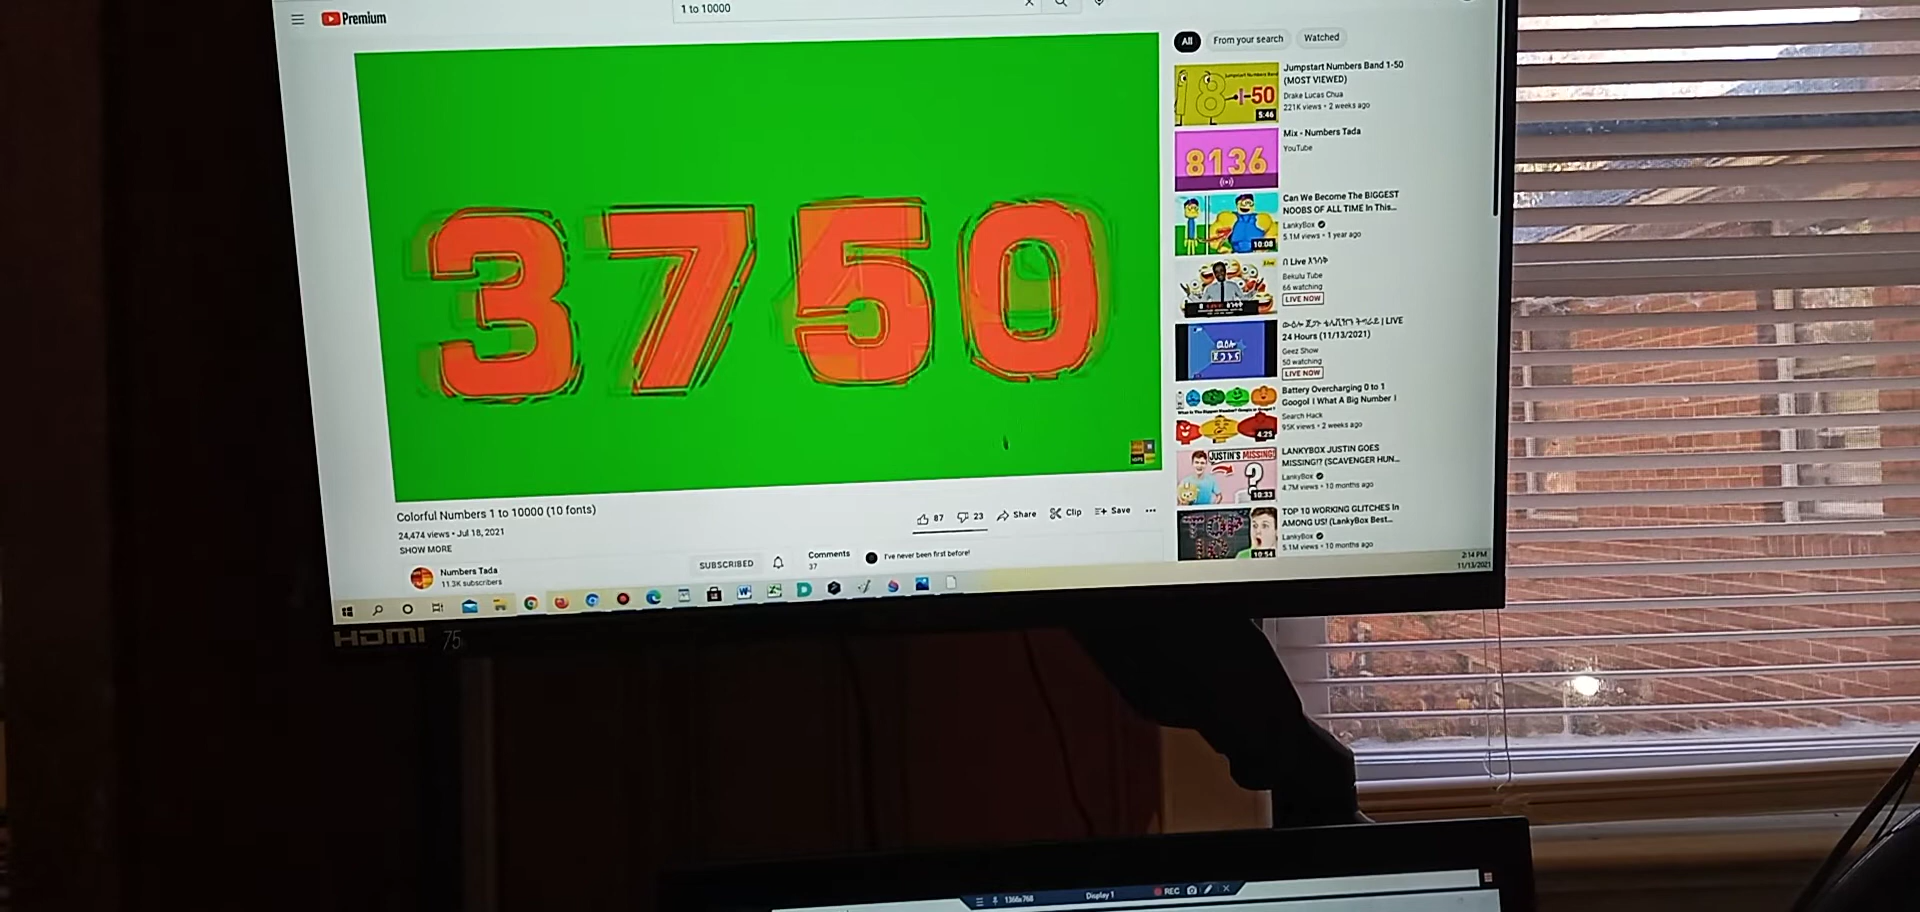 Premium
1 to 10000
3750
Colorful Numbers 1 to 10000 (10 fonts)
24,474 views • Jul 18, 2021
SHOW MORE
87
23
Share
Clip
Save
Numbers Tada
11.3K subscribers
SUBSCRIBED
Comments
37
I've never been first before!
All
From your search
Watched
1-50
5:46
Jumpstart Numbers Band 1-50
(MOST VIEWED)
Drake Lucas Chua
221K views • 2 weeks ago
8136
Mix - Numbers Tada
YouTube
10:08
Can We Become The BIGGEST
NOOBS OF ALL TIME In This...
LankyBox
5.1M views • 1 year ago
Live
Bekulu Tube
66 watching
LIVE NOW
LIVE
24 Hours (11/13/2021)
Geez Show
50 watching
LIVE NOW
4:25
Battery Overcharging 0 to 1
Googol I What A Big Number I
Search Hack
95K views • 2 weeks ago
JUSTIN'S MISSING!
?
10:33
LANKYBOX JUSTIN GOES
MISSING!? (SCAVENGER HUN...
LankyBox
4.7M views • 10 months ago
10:54
TOP 10 WORKING GLITCHES In
AMONG US! (LankyBox Best...
LankyBox
5.1M views • 10 months ago
2:14 PM
11/13/2021
HDMI
75
1366x768
Display 1
REC